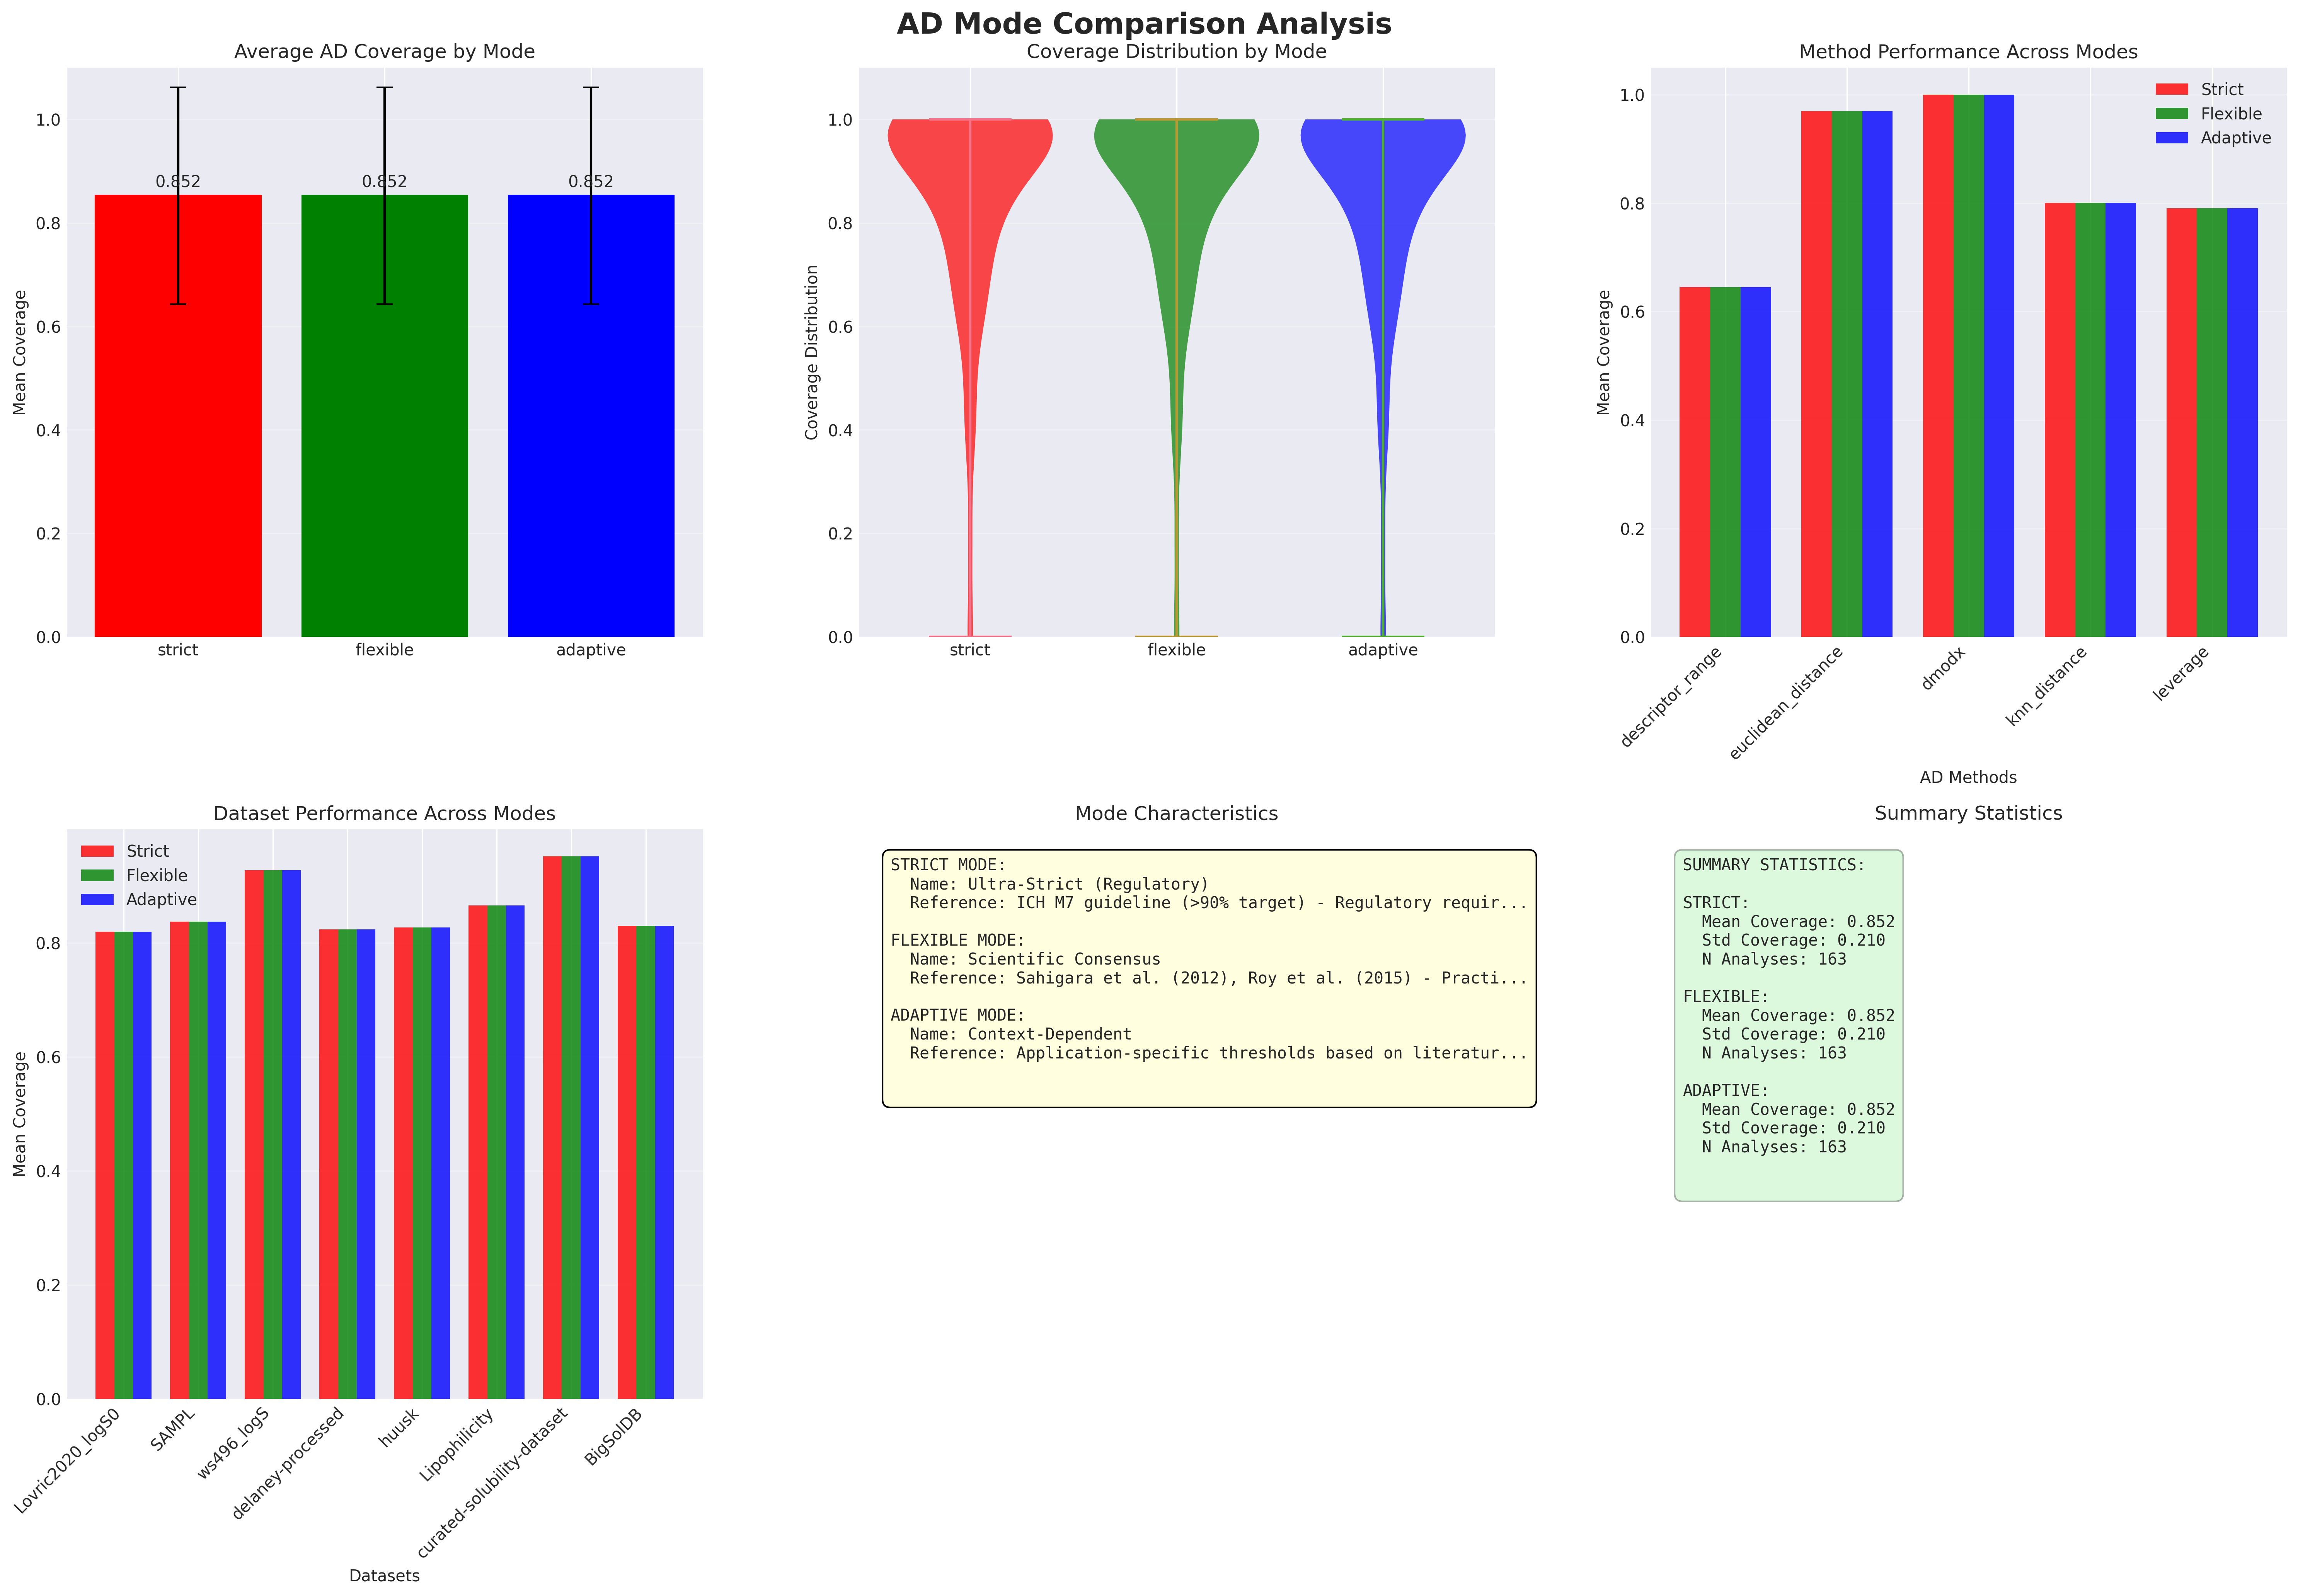 AD Mode Comparison Analysis
Average AD Coverage by Mode
Mean Coverage
1.0
0.8
0.6
0.4
0.2
0.0
0.852
0.852
0.852
strict
flexible
adaptive
Coverage Distribution by Mode
Coverage Distribution
1.0
0.8
0.6
0.4
0.2
0.0
strict
flexible
adaptive
Method Performance Across Modes
Mean Coverage
1.0
0.8
0.6
0.4
0.2
0.0
Strict
Flexible
Adaptive
descriptor_range
euclidean_distance
dmodx
knn_distance
leverage
AD Methods
Dataset Performance Across Modes
Mean Coverage
0.8
0.6
0.4
0.2
0.0
Strict
Flexible
Adaptive
Lovric2020_logS0
SAMPL
ws496_logS
delaney-processed
huusk
Lipophilicity
curated-solubility-dataset
BigSolDB
Datasets
Mode Characteristics
STRICT MODE:
Name: Ultra-Strict (Regulatory)
Reference: ICH M7 guideline (>90% target) - Regulatory requir...
FLEXIBLE MODE:
Name: Scientific Consensus
Reference: Sahigara et al. (2012), Roy et al. (2015) - Practi...
ADAPTIVE MODE:
Name: Context-Dependent
Reference: Application-specific thresholds based on literatur...
Summary Statistics
SUMMARY STATISTICS:
STRICT:
Mean Coverage: 0.852
Std Coverage: 0.210
N Analyses: 163
FLEXIBLE:
Mean Coverage: 0.852
Std Coverage: 0.210
N Analyses: 163
ADAPTIVE:
Mean Coverage: 0.852
Std Coverage: 0.210
N Analyses: 163